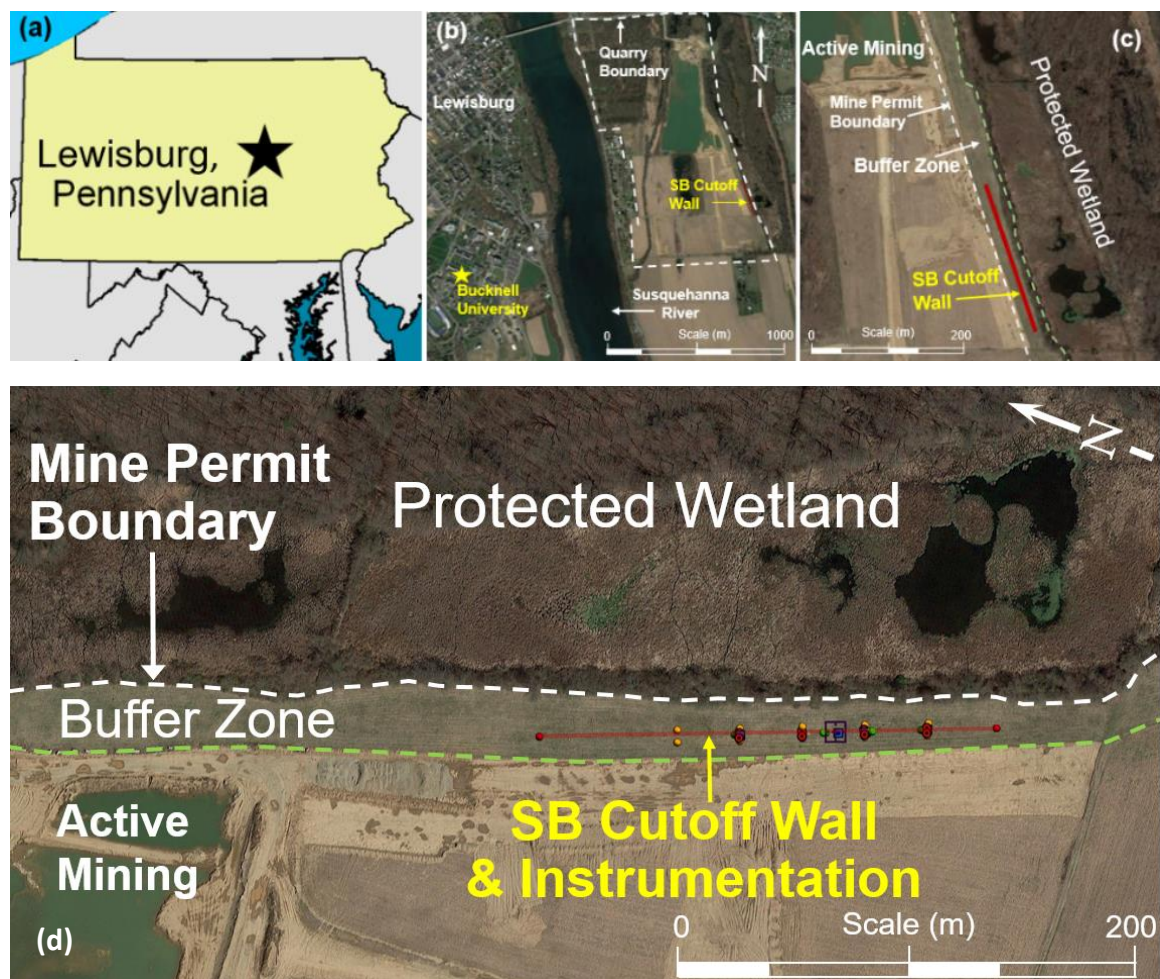 (a)
Lewisburg,
Pennsylvania
(b)
Quarry
Boundary
N
Lewisburg
SB Cutoff
Wall
Bucknell
University
Susquehanna
River
Scale (m)
0
1000
(c)
Active Mining
Protected Wetland
Mine Permit
Boundary
Buffer Zone
SB Cutoff
Wall
Scale (m)
0
200
N
Mine Permit
Boundary
Protected Wetland
Buffer Zone
Active
Mining
SB Cutoff Wall
& Instrumentation
0
Scale (m)
200
(d)